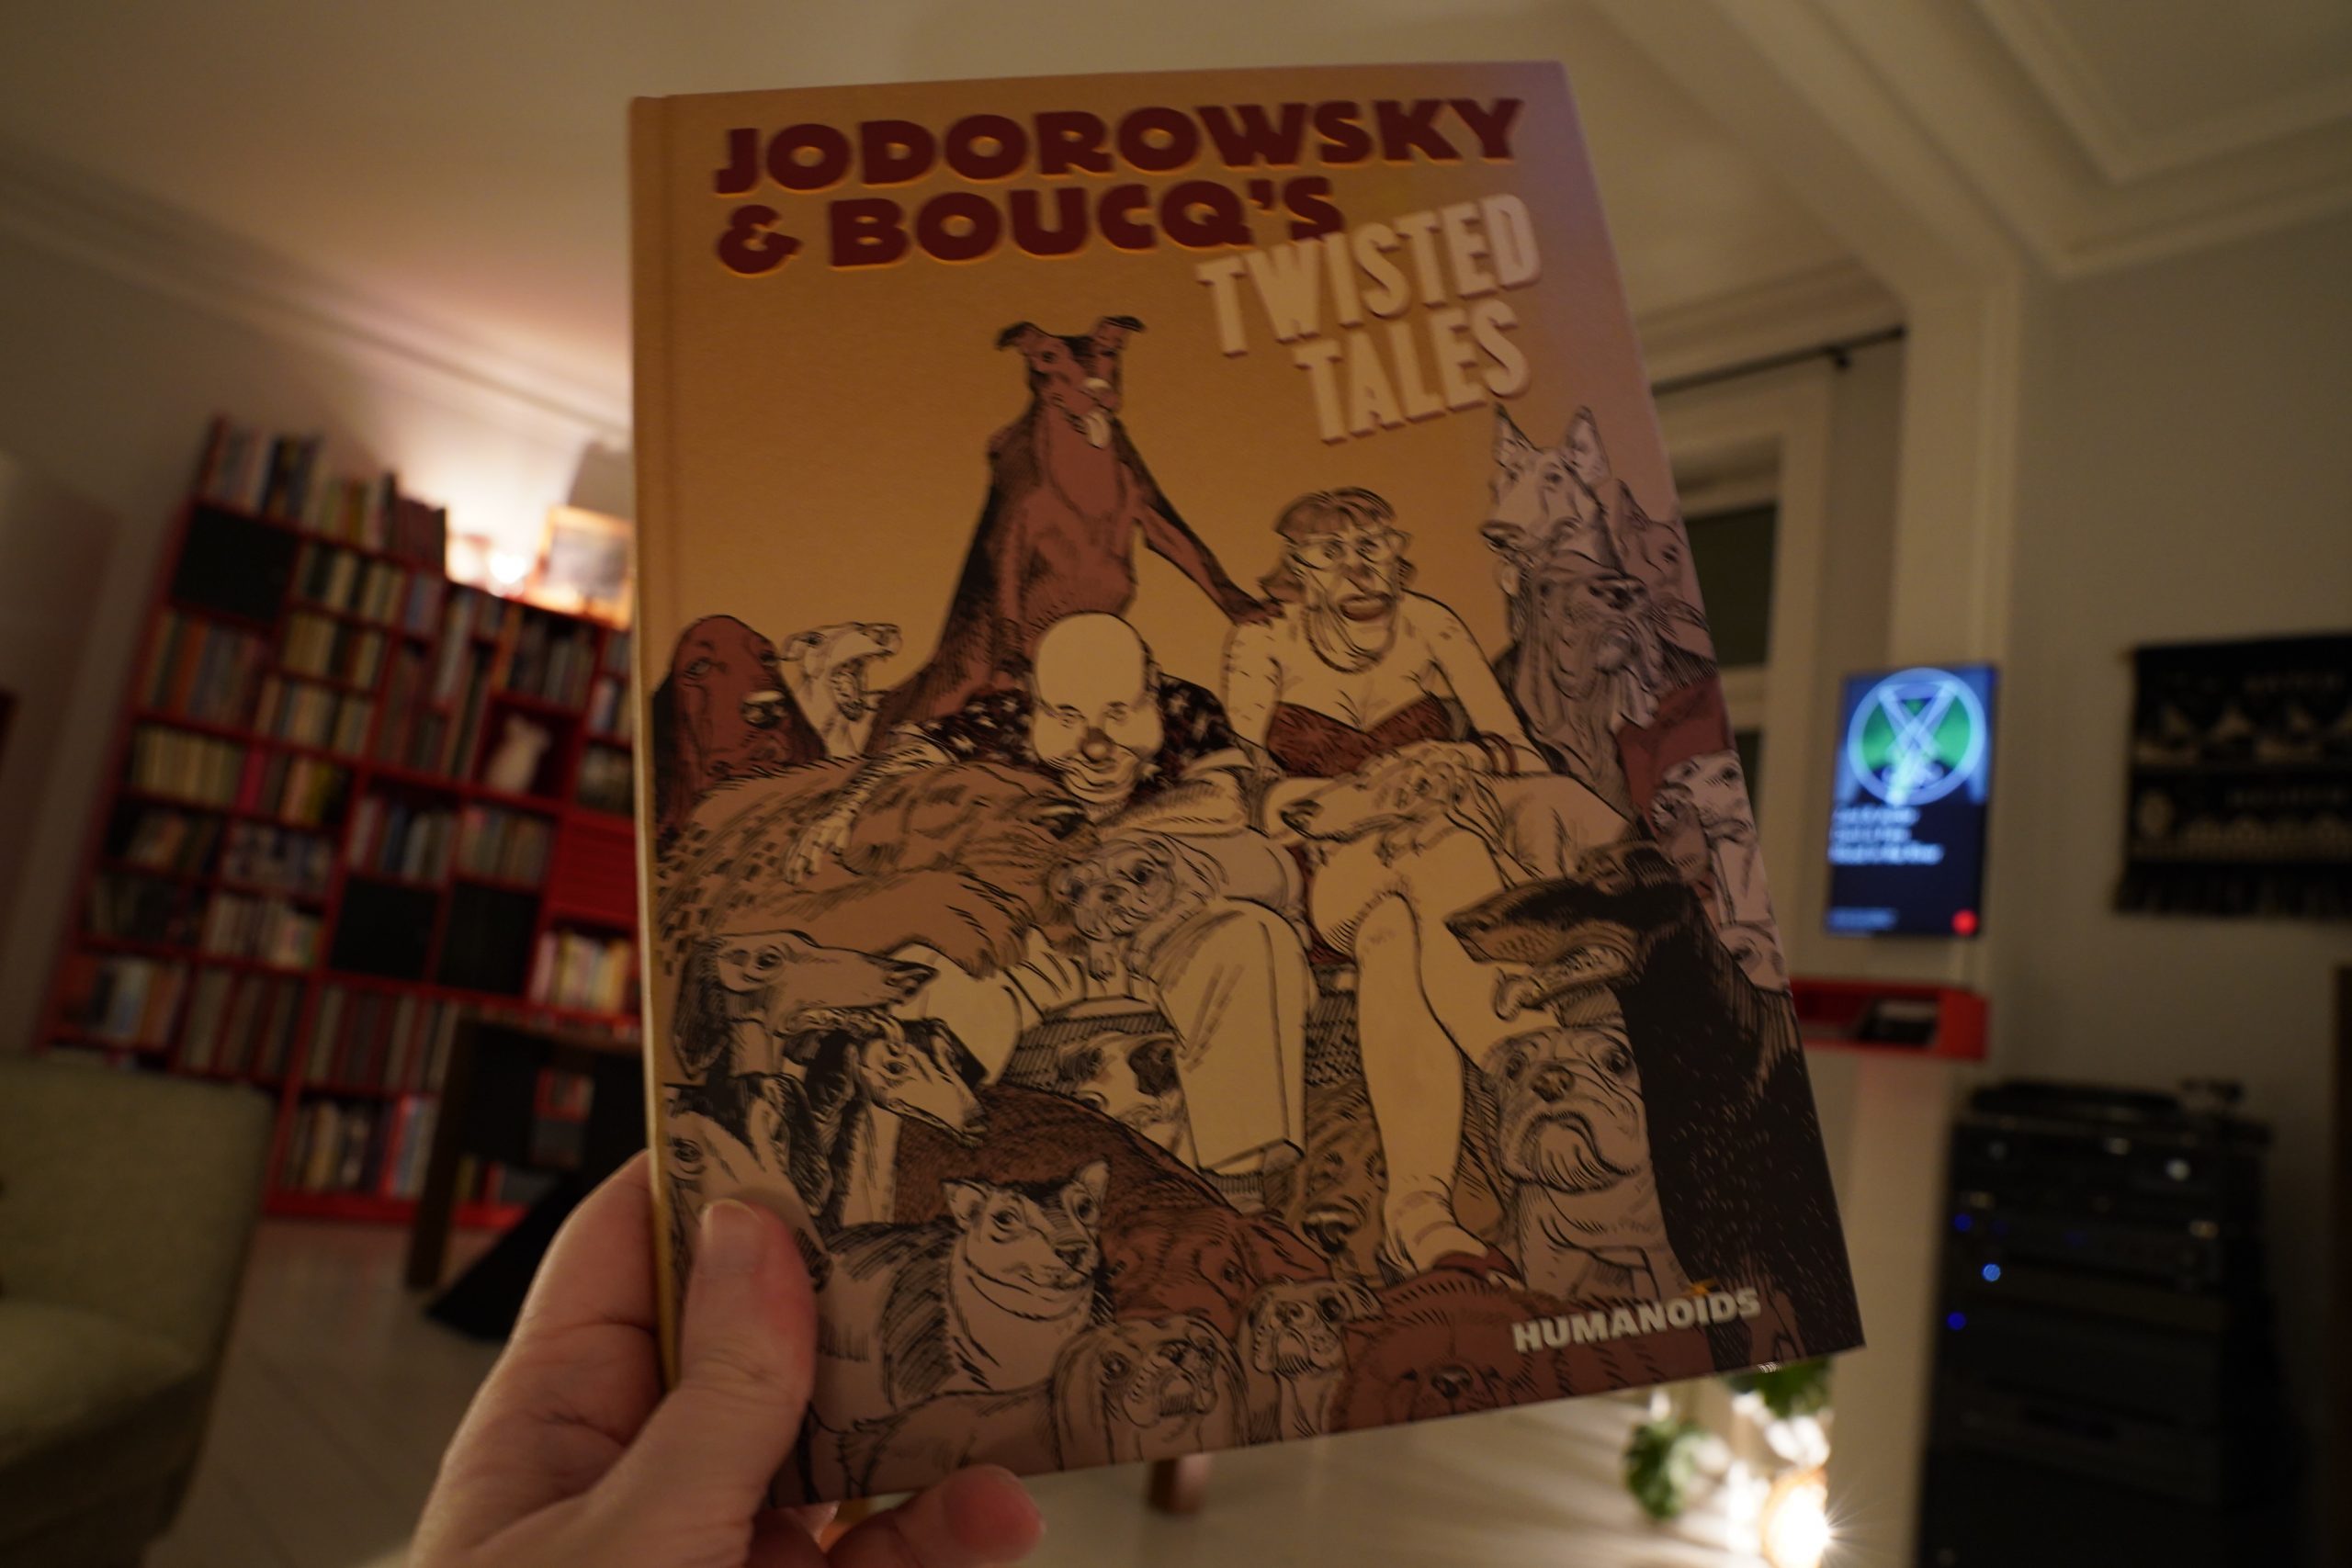 JODOROWSKY
& BOUCQ'S
TWISTED
TALES
HUMANOIDS